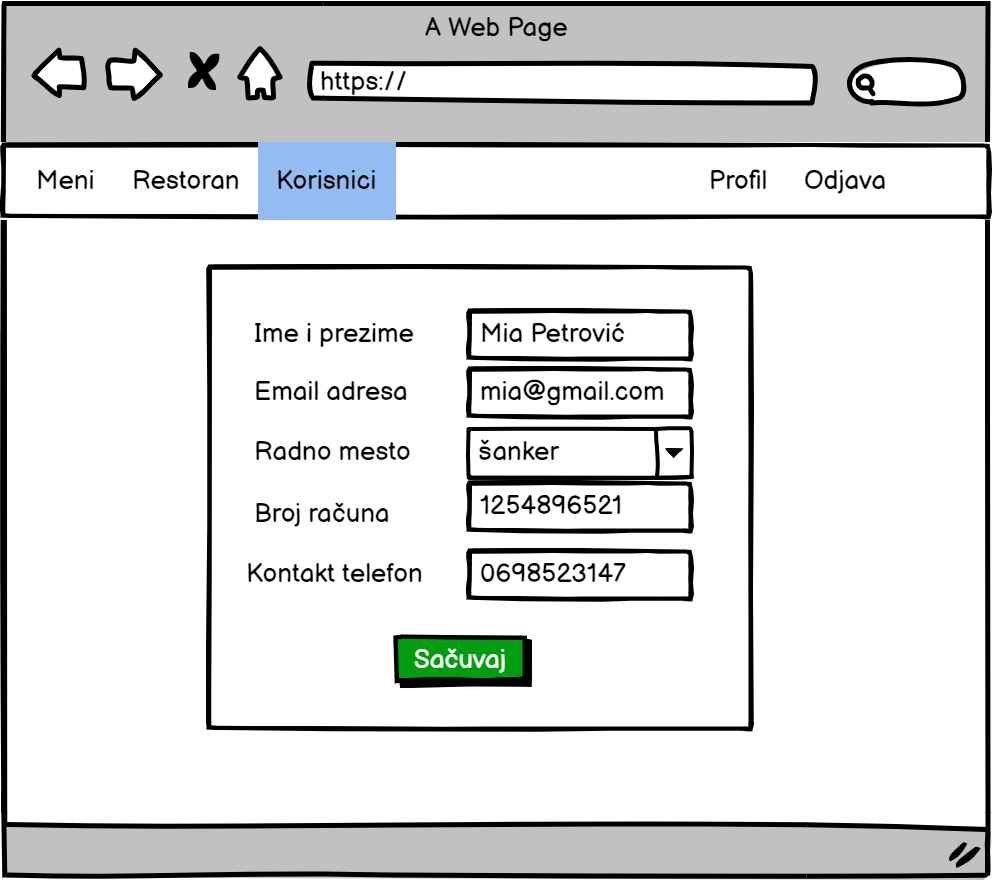 A Web Page
https://
Meni Restoran Korisnici Profil Odjava
Ime i prezime Mia Petrović
Email adresa mia@gmail.com
Radno mesto šanker
Broj računa 1254896521
Kontakt telefon 0698523147
Sačuvaj